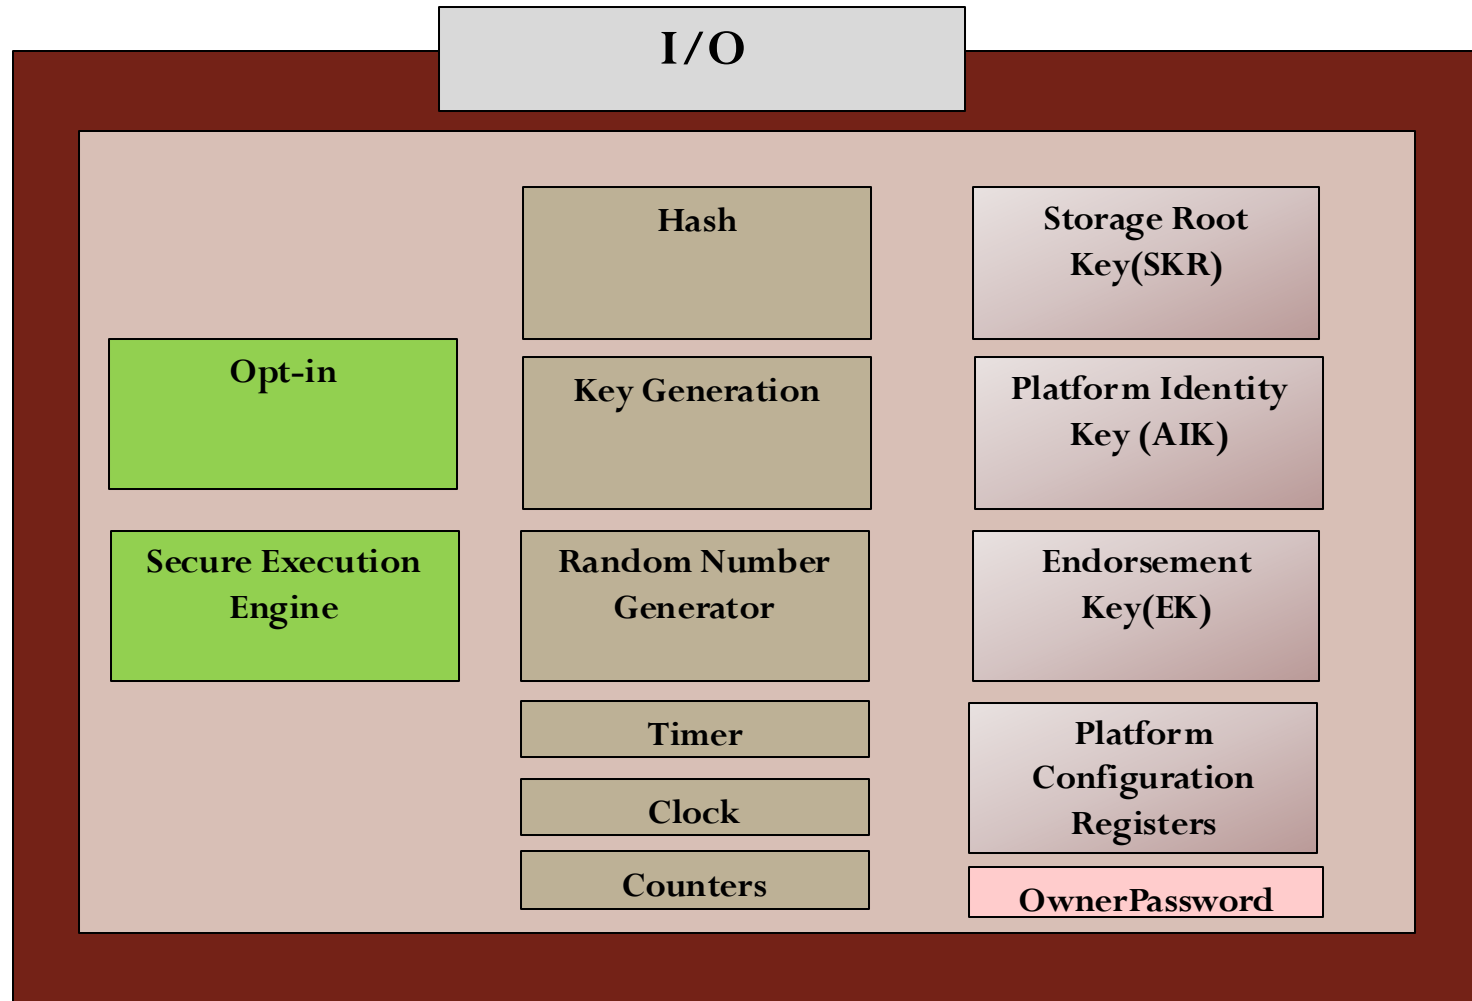 I/O
Hash
Storage Root
Key(SKR)
Opt-in
Key Generation
Platform Identity
Key (AIK)
Secure Execution
Engine
Random Number
Generator
Endorsement
Key(EK)
Timer
Platform
Configuration
Registers
Clock
Counters
OwnerPassword